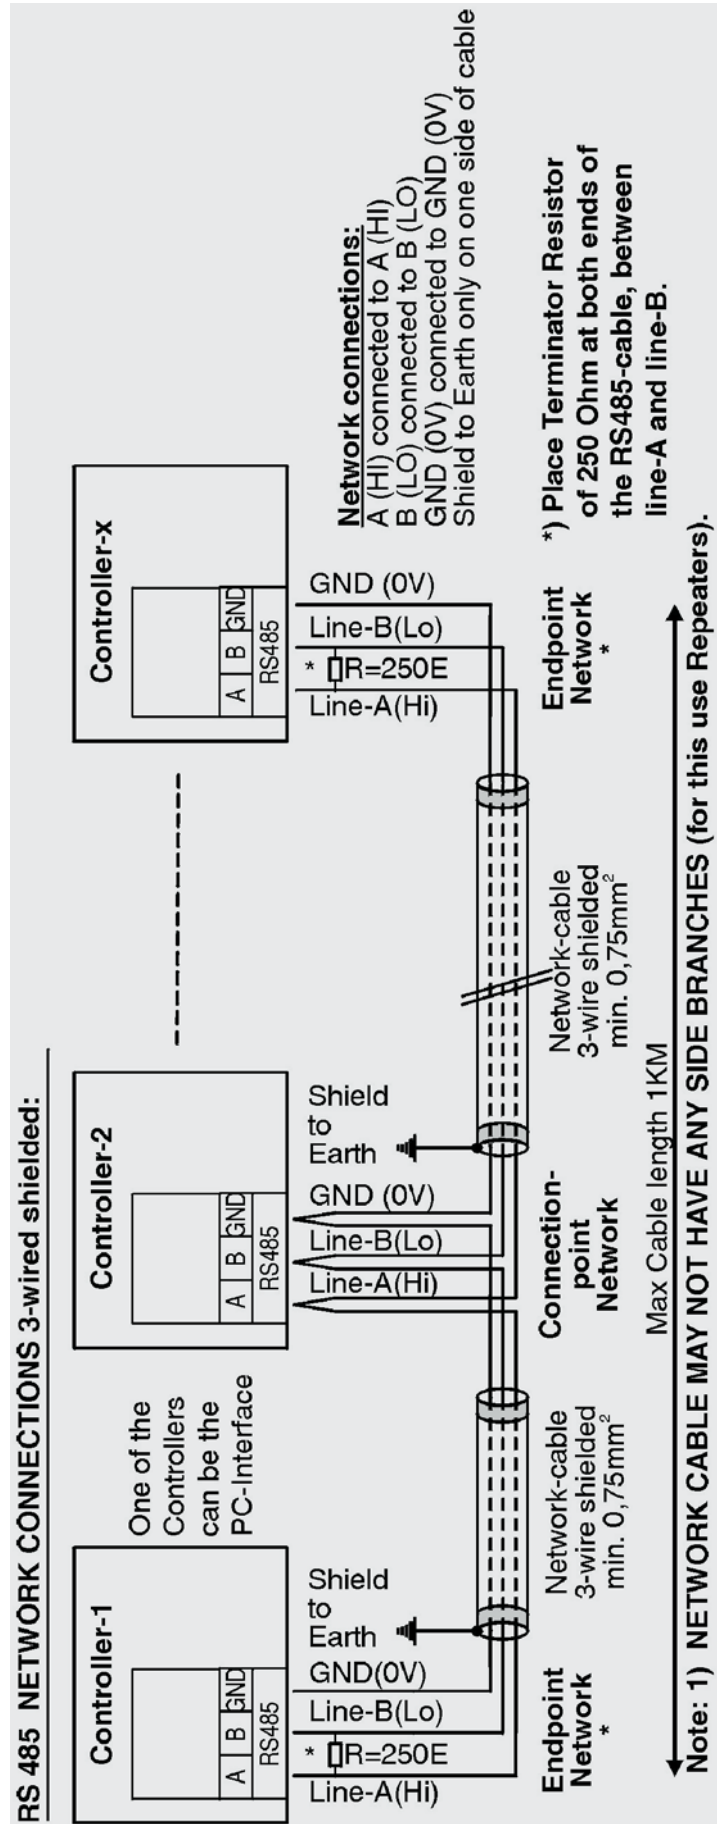 RS 485 NETWORK CONNECTIONS 3-wired shielded:
Controller-1
A B GND
RS485
One of the
Controllers
can be the
PC-Interface
Controller-2
A B GND
RS485
Controller-x
A B GND
RS485
GND(0V)
Line-B(Lo)
* R=250E
Line-A(Hi)
Shield
to
Earth
GND (0V)
Line-B(Lo)
Line-A(Hi)
Shield
to
Earth
GND (0V)
Line-B(Lo)
* R=250E
Line-A(Hi)
Network connections:
A (HI) connected to A (HI)
B (LO) connected to B (LO)
GND (0V) connected to GND (0V)
Shield to Earth only on one side of cable
Endpoint
Network
*
Network-cable
3-wire shielded
min. 0,75mm²
Connection-
point
Network
Network-cable
3-wire shielded
min. 0,75mm²
Endpoint
Network
*
*) Place Terminator Resistor
of 250 Ohm at both ends of
the RS485-cable, between
line-A and line-B.
Max Cable length 1KM
Note: 1) NETWORK CABLE MAY NOT HAVE ANY SIDE BRANCHES (for this use Repeaters).